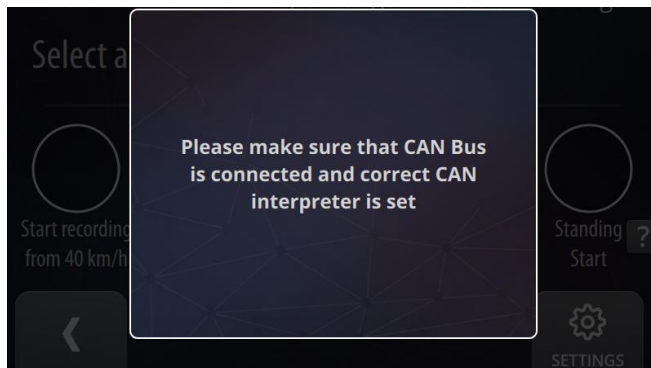 Select a
Please make sure that CAN Bus
is connected and correct CAN
interpreter is set
Start recording
from 40 km/h
Standing
Start
?
SETTINGS